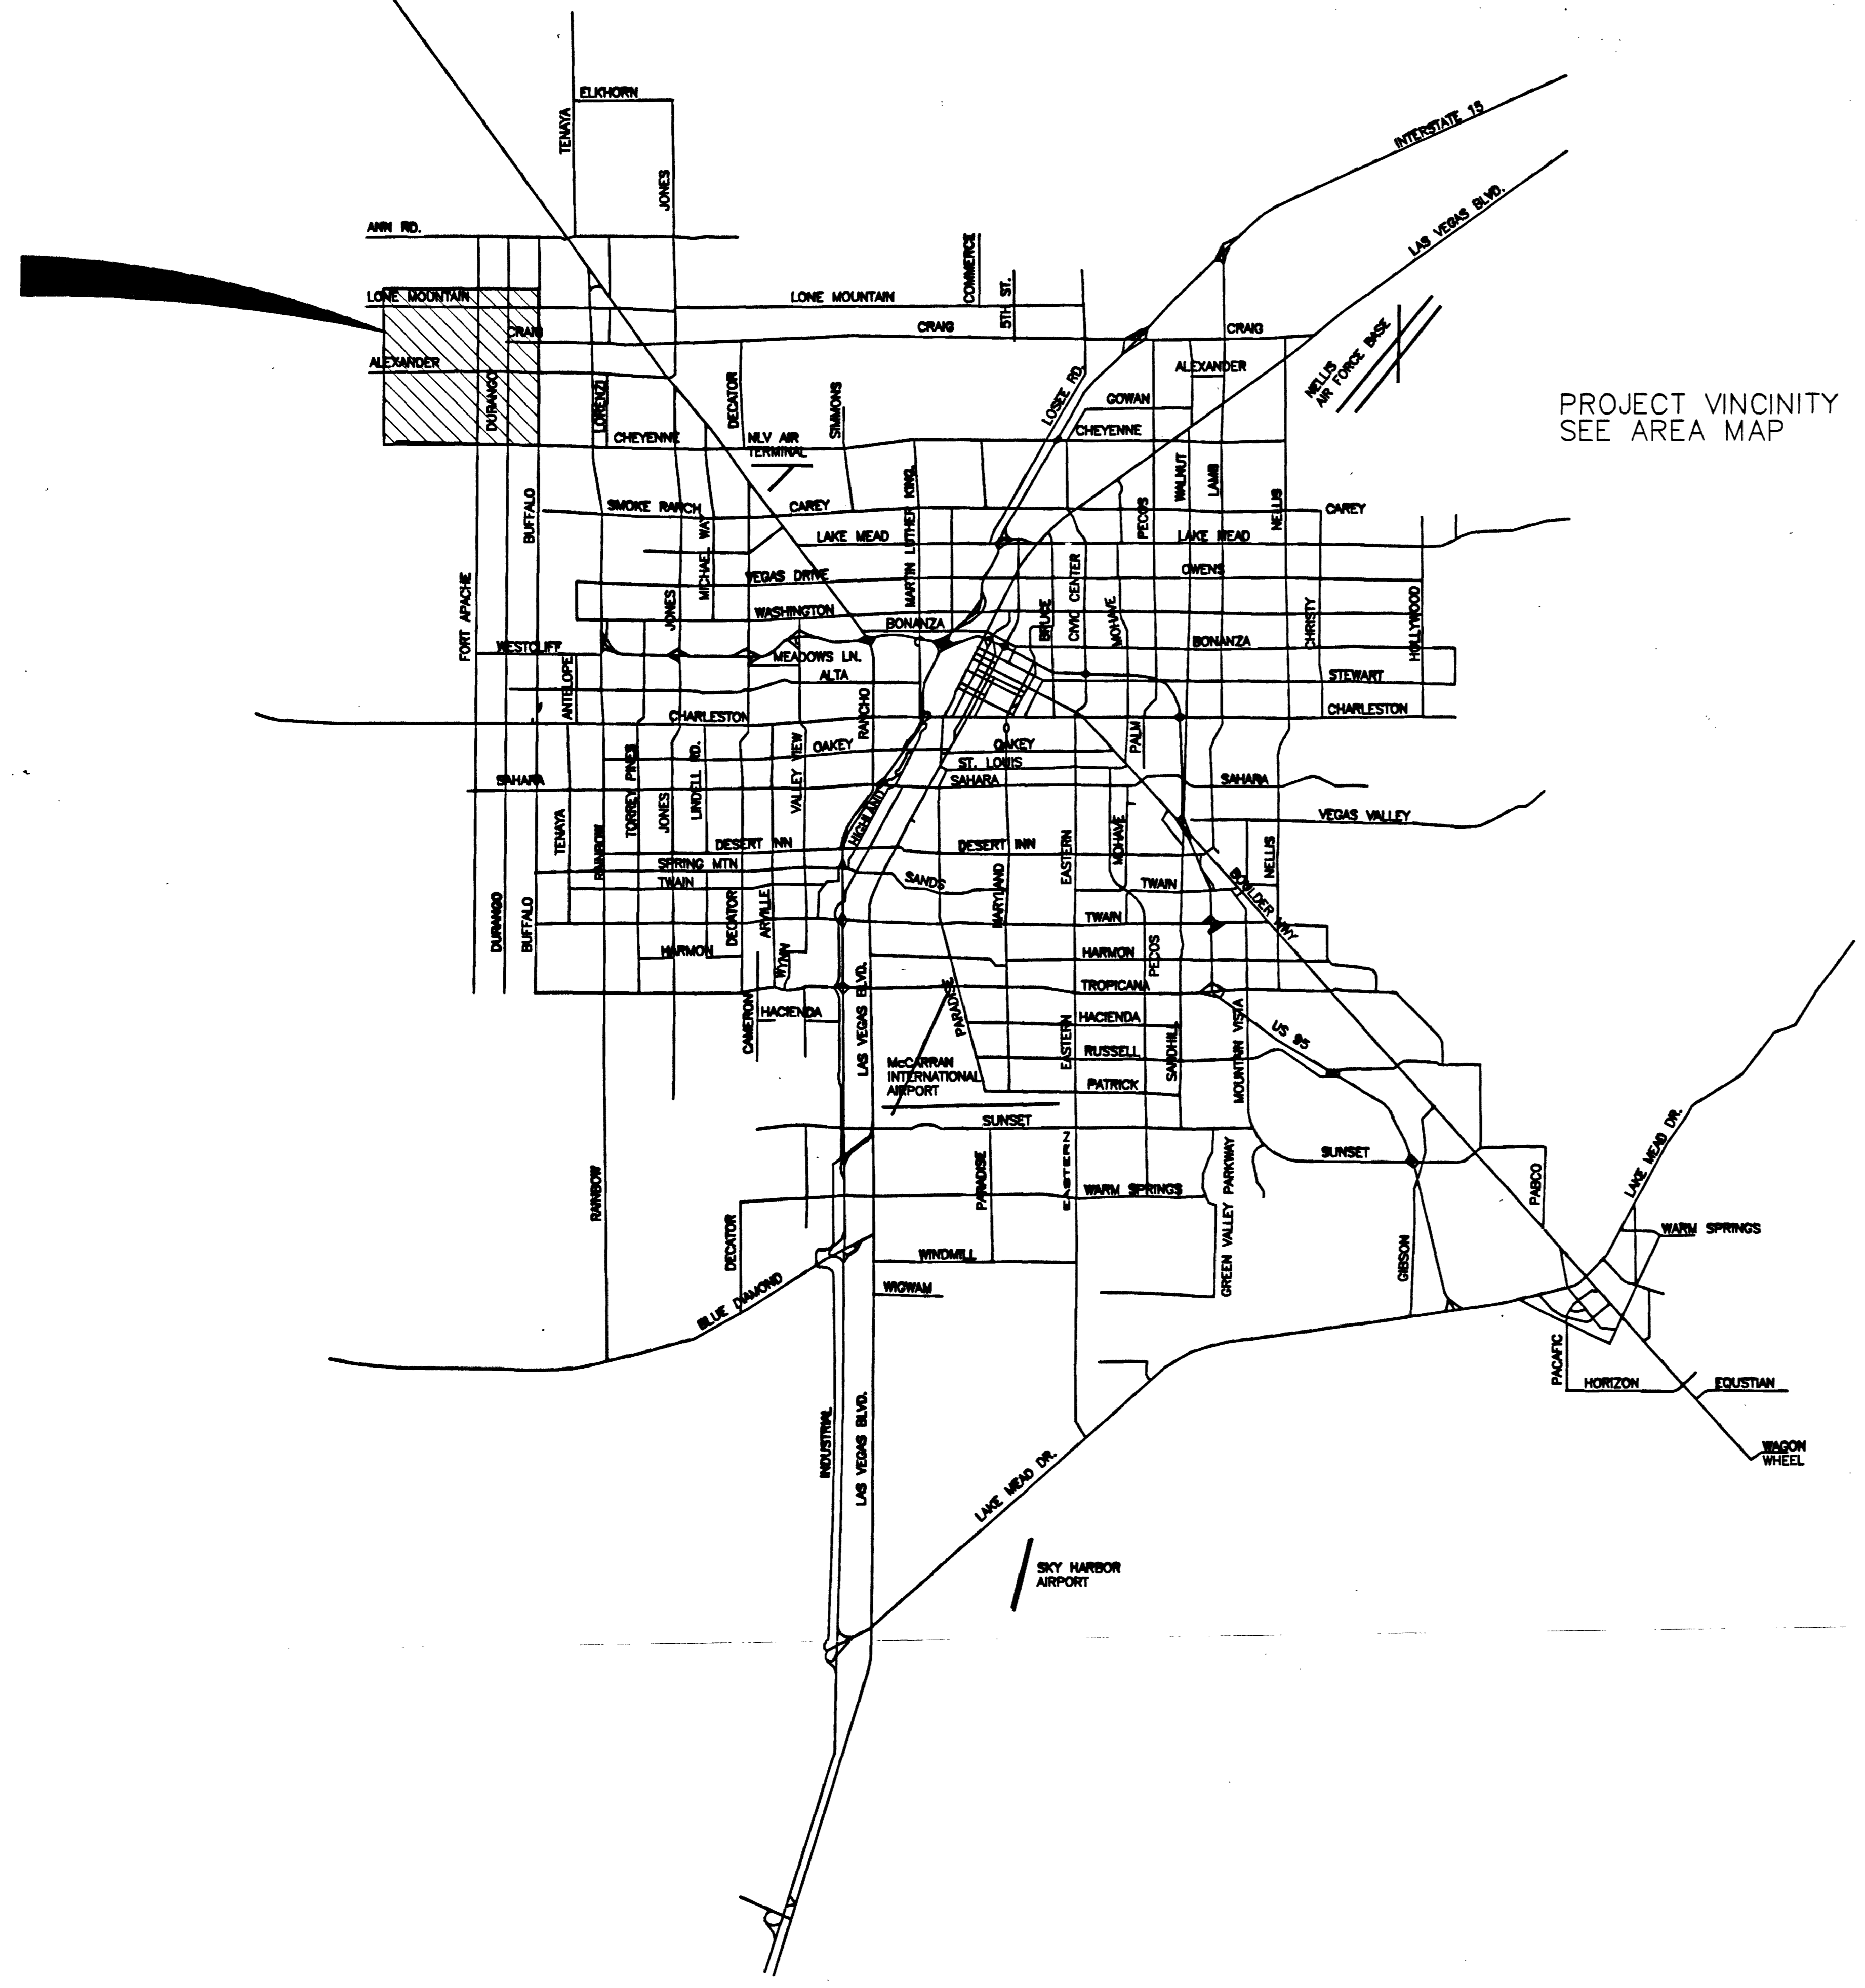 ELKHORN
TENAYA
JONES
INTERSTATE 15
LAS VEGAS BLVD.
ANN RD.
COMMERCE
5TH ST.
LONE MOUNTAIN
LONE MOUNTAIN
CRAIG
CRAIG
CRAIG
NELLIS
AIR FORCE BASE
ALEXANDER
ALEXANDER
DURANGO
LORENZI
DECATOR
SIMMONS
LOSEE RD.
GOWAN
PROJECT VINCINITY
SEE AREA MAP
CHEYENNE
CHEYENNE
NLV AIR
TERMINAL
MARTIN LUTHER KING.
WALNUT
LAMB
NELLIS
PECOS
BUFFALO
SMOKE RANCH
CAREY
CAREY
MICHAEL WAY
LAKE MEAD
LAKE MEAD
VEGAS DRIVE
OWENS
FORT APACHE
JONES
WASHINGTON
BONANZA
BRUCE
CIVIC CENTER
MOHAVE
CHRISTY
HOLLYWOOD
BONANZA
WESTCLIFF
MEADOWS LN.
ALTA
STEWART
ANTELOPE
RANCHO
CHARLESTON
CHARLESTON
PALM
OAKEY
OAKEY
ST. LOUIS
VALLEY VIEW
LINDELL RD.
TORREY PINES
JONES
SAHARA
SAHARA
SAHARA
HIGHLAND
VEGAS VALLEY
TENAYA
RAINBOW
DESERT INN
DESERT INN
EASTERN
MOHAVE
NELLIS
SPRING MTN
TWAIN
SANDS
TWAIN
BOULDER HWY
MARYLAND
DURANGO
BUFFALO
DECATOR
ARVILLE
TWAIN
HARMON
WYNN
HARMON
PECOS
LAS VEGAS BLVD.
PARADISE
TROPICANA
CAMERON
HACIENDA
HACIENDA
EASTERN
SANDHILL
MOUNTAIN VISTA
US 95
RUSSELL
McCARRAN
INTERNATIONAL
AIRPORT
PATRICK
SUNSET
SUNSET
LAKE MEAD DR.
RAINBOW
PARADISE
EASTERN
WARM SPRINGS
GREEN VALLEY PARKWAY
PABCO
WARM SPRINGS
DECATOR
WINDMILL
GIBSON
WIGWAM
BLUE DIAMOND
PACAFIC
HORIZON
EQUSTIAN
INDUSTRIAL
LAS VEGAS BLVD.
WAGON
WHEEL
LAKE MEAD DR.
SKY HARBOR
AIRPORT